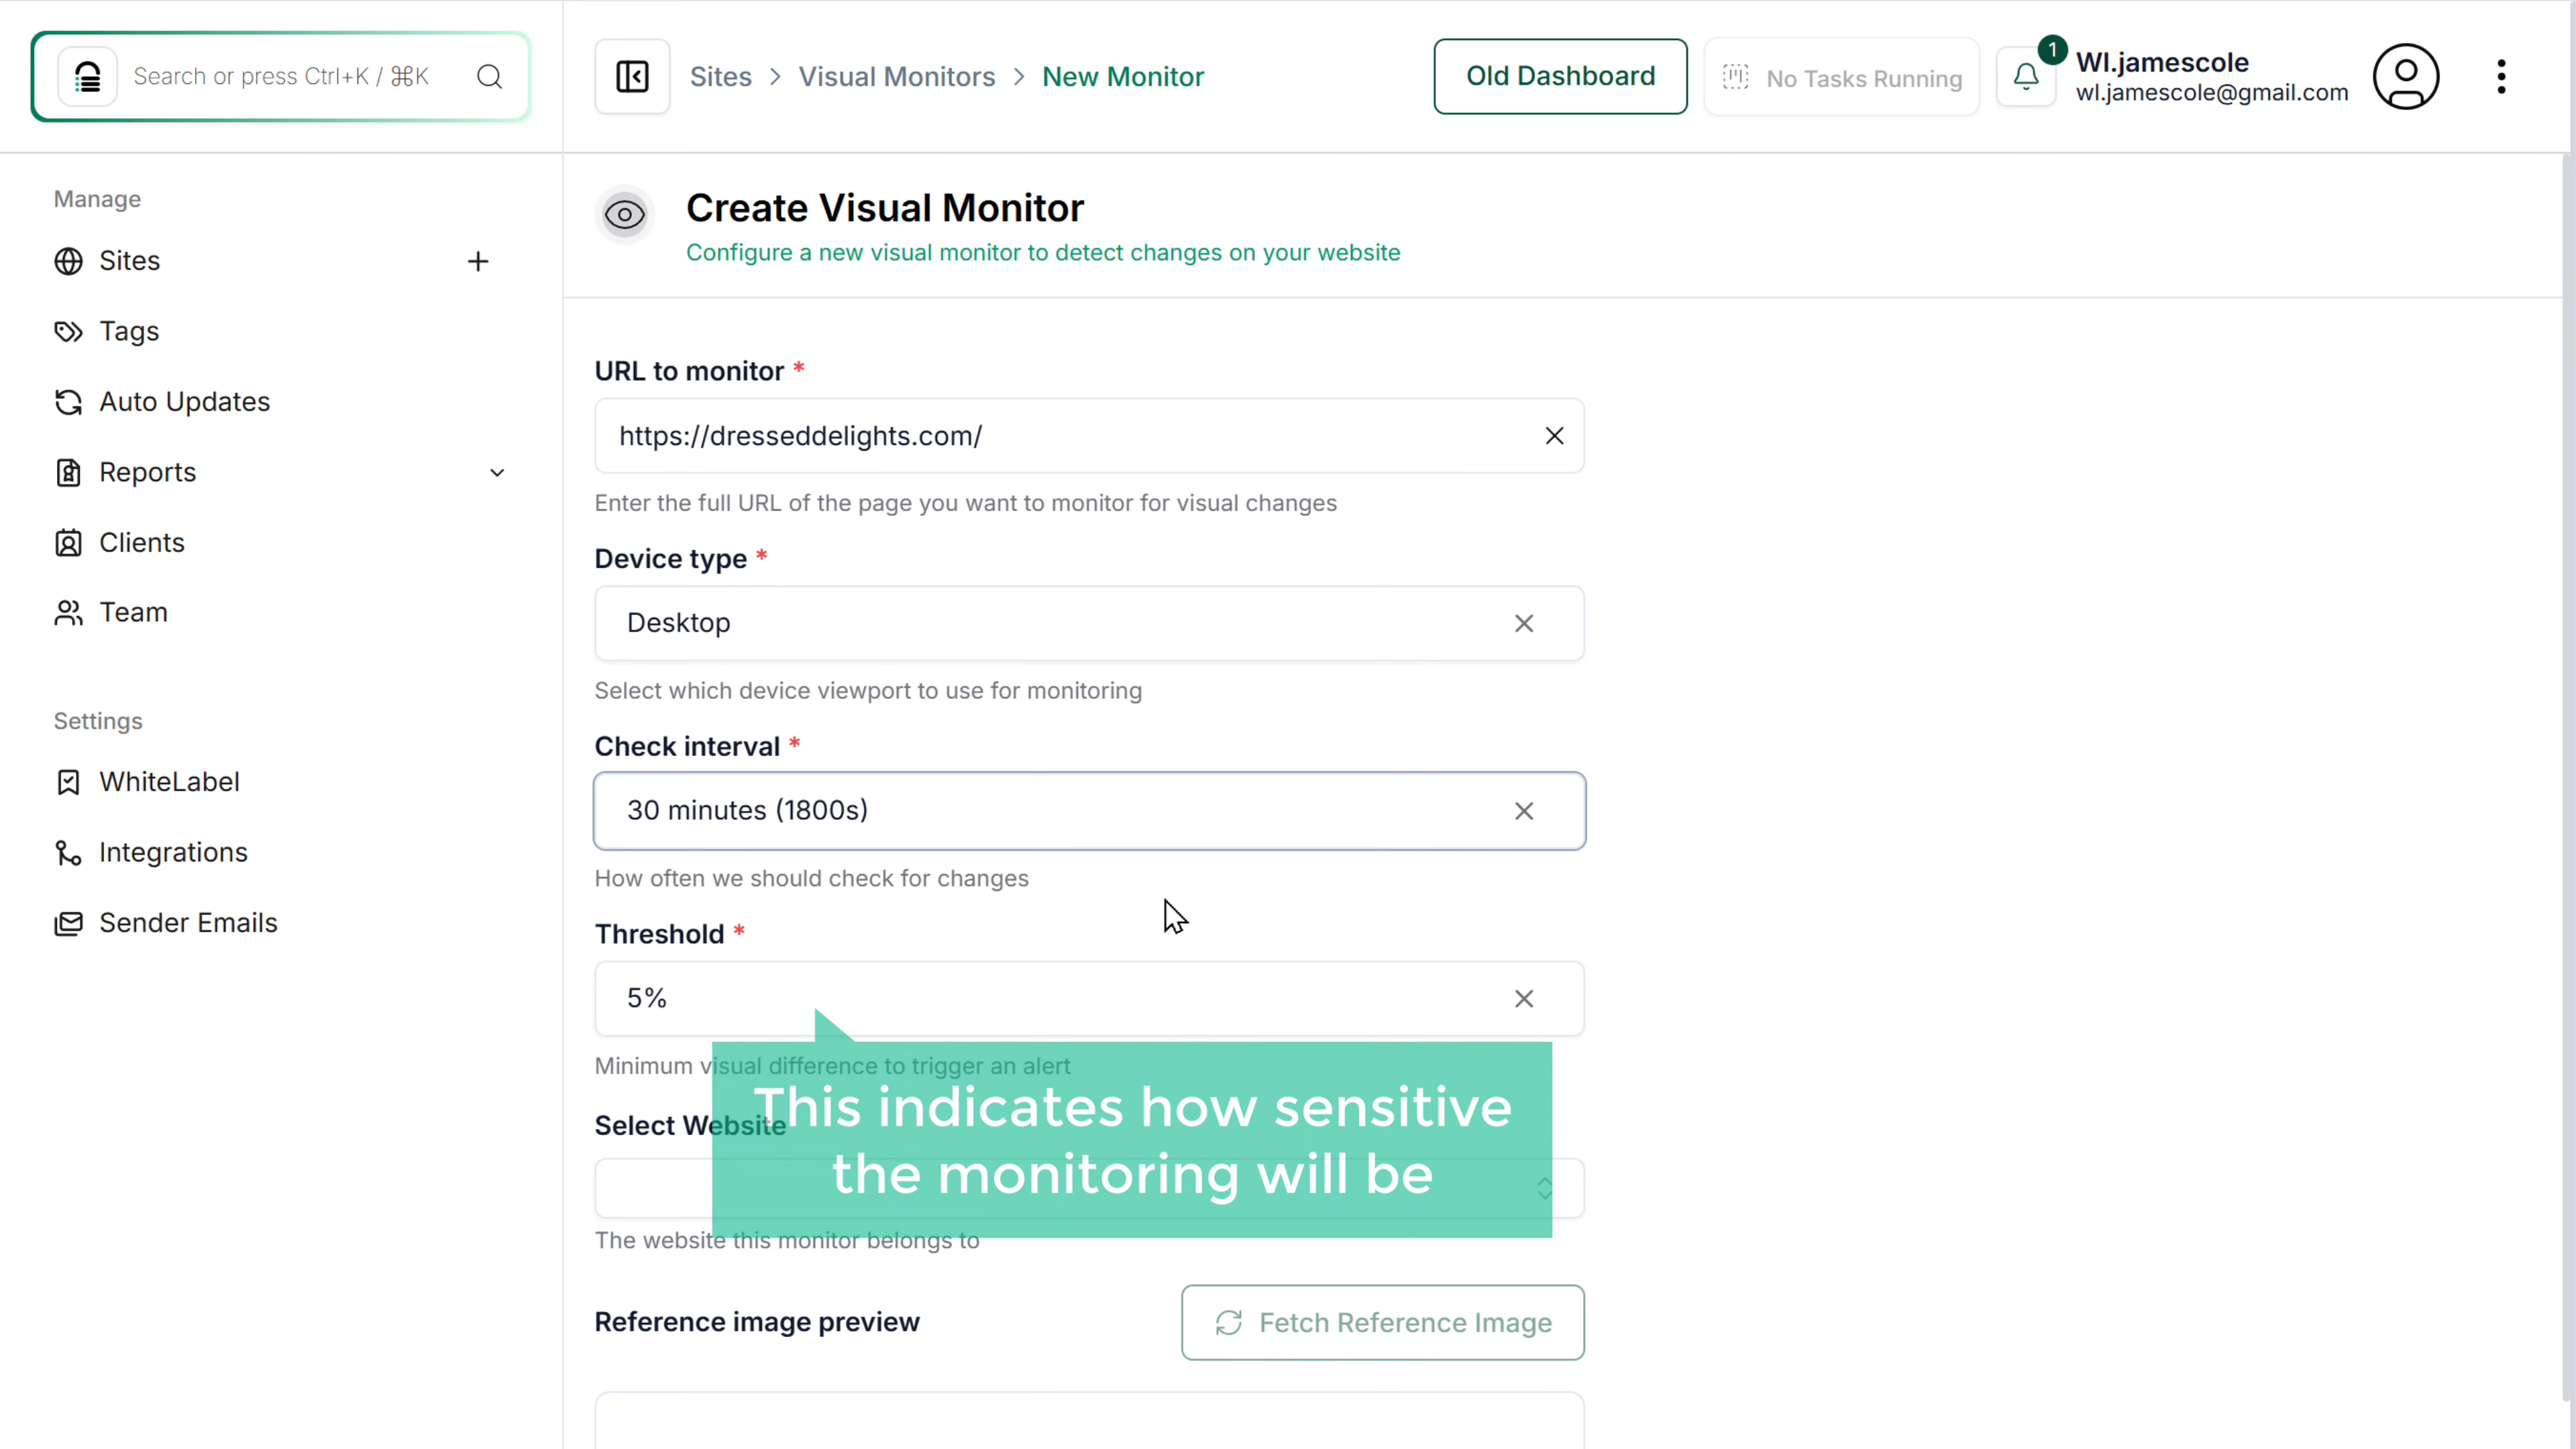 Search or press Ctrl+K / ⌘K
Sites > Visual Monitors > New Monitor
Old Dashboard
No Tasks Running
1
Wl.jamescole
wl.jamescole@gmail.com
Manage
Sites
Tags
Auto Updates
Reports
Clients
Team
Settings
WhiteLabel
Integrations
Sender Emails
Create Visual Monitor
Configure a new visual monitor to detect changes on your website
URL to monitor *
https://dresseddelights.com/
Enter the full URL of the page you want to monitor for visual changes
Device type *
Desktop
Select which device viewport to use for monitoring
Check interval *
30 minutes (1800s)
How often we should check for changes
Threshold *
5%
Minimum visual difference to trigger an alert
This indicates how sensitive
the monitoring will be
Select Website
The website this monitor belongs to
Reference image preview
Fetch Reference Image